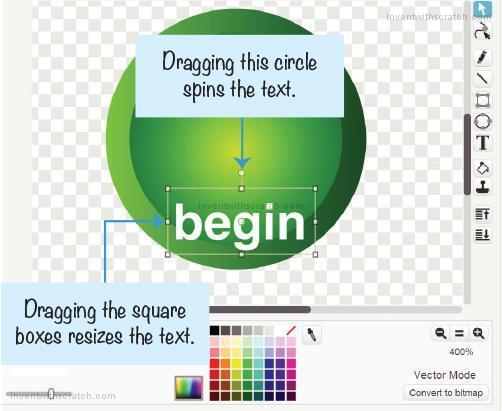 inventwithscratch.com
Dragging this circle
spins the text.
T
inventwithscratch.com
begin
Dragging the square
boxes resizes the text.
400%
Vector Mode
Convert to bitmap
inventwithscratch.com